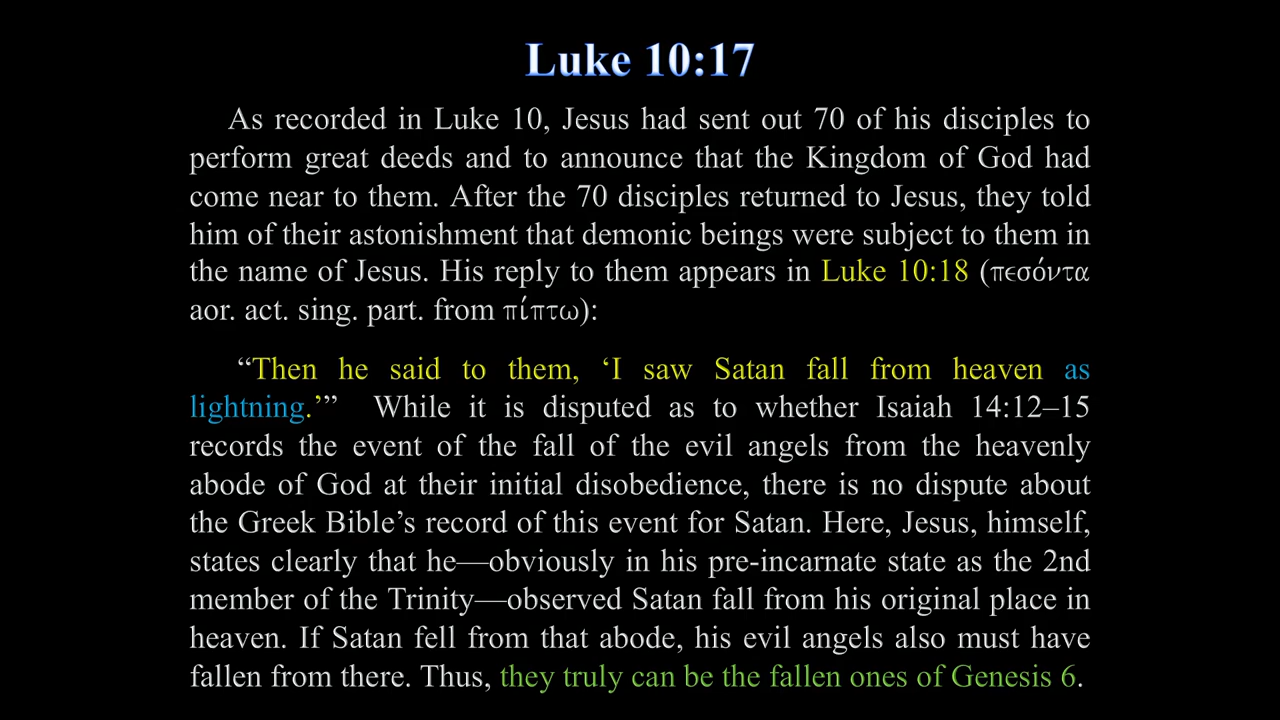 Luke 10:17
As recorded in Luke 10, Jesus had sent out 70 of his disciples to
perform great deeds and to announce that the Kingdom of God had
come near to them. After the 70 disciples returned to Jesus, they told
him of their astonishment that demonic beings were subject to them in
the name of Jesus. His reply to them appears in Luke 10:18 (πεσόντα
aor. act. sing. part. from πίπτω):
“Then he said to them, ‘I saw Satan fall from heaven as
lightning.’” While it is disputed as to whether Isaiah 14:12–15
records the event of the fall of the evil angels from the heavenly
abode of God at their initial disobedience, there is no dispute about
the Greek Bible’s record of this event for Satan. Here, Jesus, himself,
states clearly that he—obviously in his pre-incarnate state as the 2nd
member of the Trinity—observed Satan fall from his original place in
heaven. If Satan fell from that abode, his evil angels also must have
fallen from there. Thus, they truly can be the fallen ones of Genesis 6.